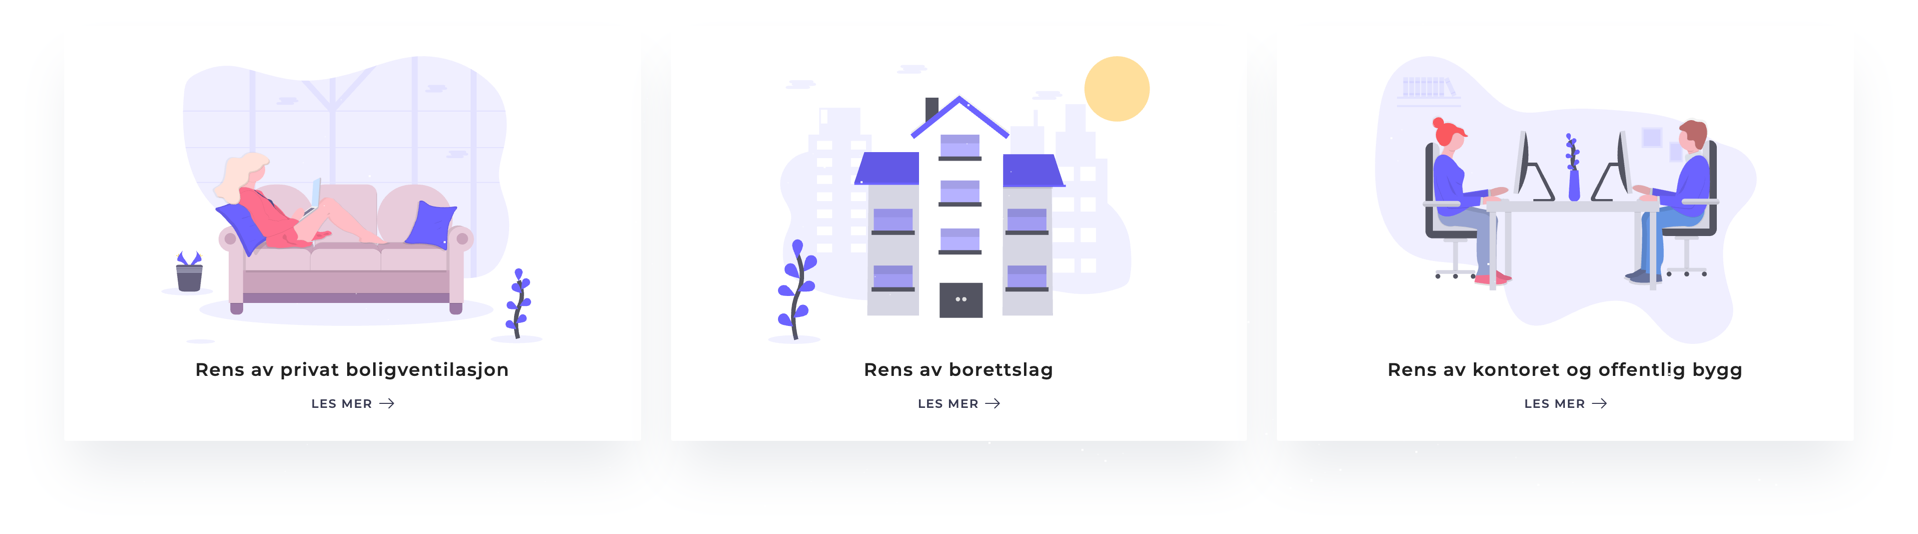 Rens av privat boligventilasjon
LES MER
Rens av borettslag
LES MER
Rens av kontoret og offentlig bygg
LES MER